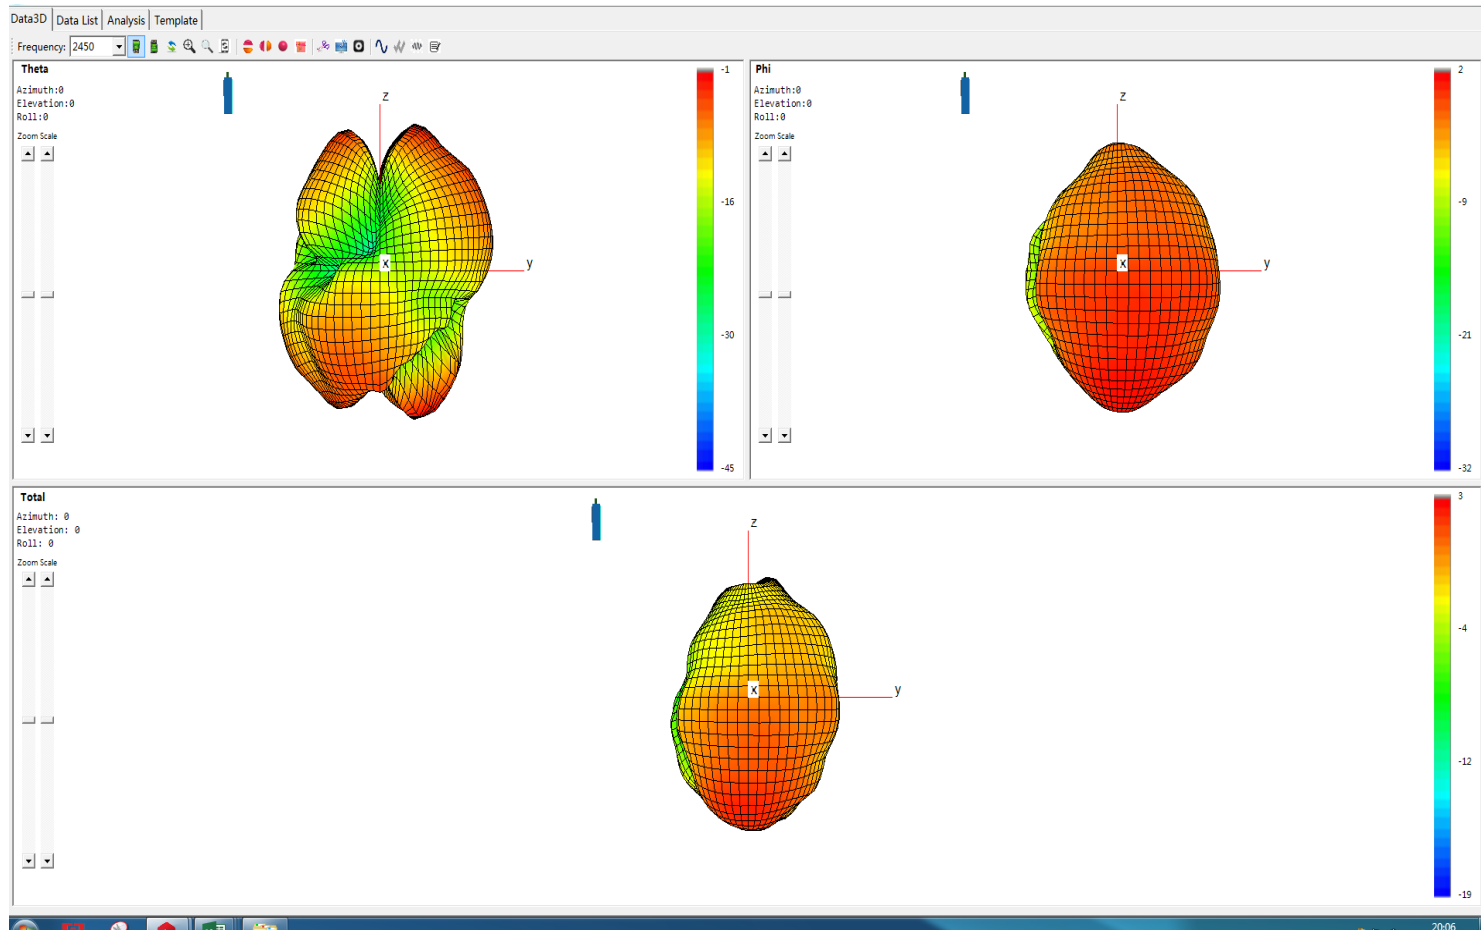 Data3D Data List Analysis Template
Frequency: 2450
Theta
Azimuth:0
Elevation:0
Roll:0
Zoom Scale
z
x
y
-1
-16
-30
-45
Phi
Azimuth:0
Elevation:0
Roll:0
Zoom Scale
z
x
y
2
-9
-21
-32
Total
Azimuth: 0
Elevation: 0
Roll: 0
Zoom Scale
z
x
y
3
-4
-12
-19
20:06